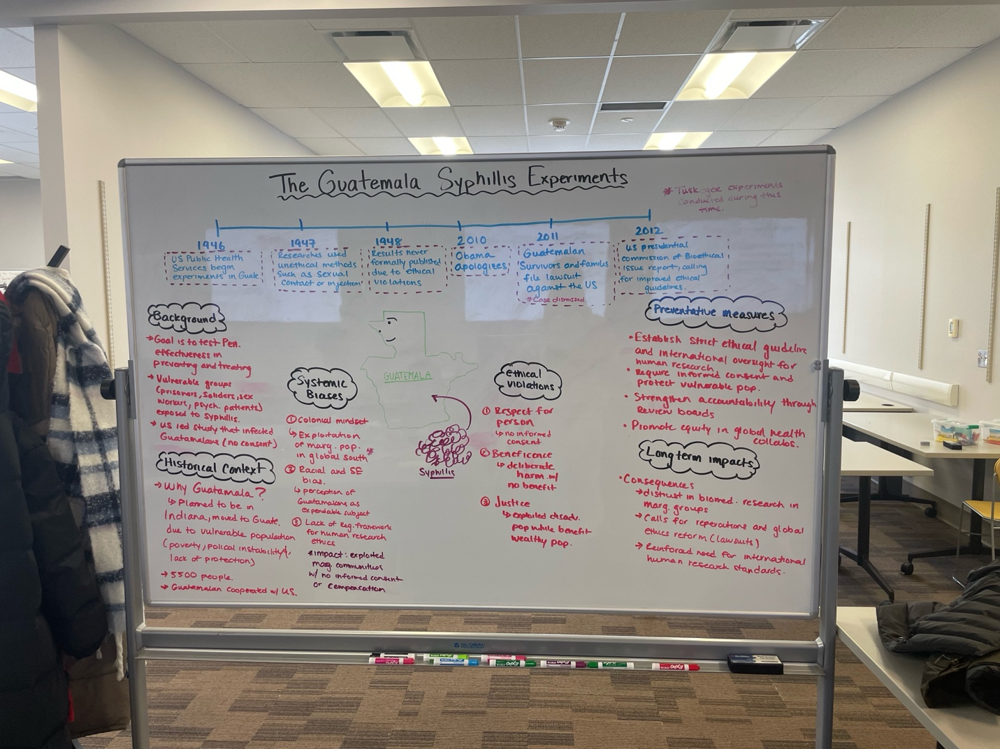 The Guatemala Syphillis Experiments
* Tuskegee experiments
conducted during this
time.
1946
US Public Health
Services begin
experiments in Guate
1947
Researches used
unethical methods
such as sexual
contact or injection
1948
Results never
formally published
due to ethical
violations
2010
Obama
apologizes
2011
Guatemalan
survivors and families
file lawsuit
against the US
* Case dismissed
2012
US presidential
commission of Bioethical
issue report, calling
for improved ethical
guidelines.
Background
→ Goal is to test Pen.
effectiveness in
preventing and treating
→ Vulnerable groups
(prisoners, soliders, sex
workers, psych. patients)
exposed to syphillis.
→ US led study that infected
Guatamalans (no consent)
Historical Context
→ Why Guatamala?
↳ Planned to be in
Indiana, moved to Guate.
due to vulnerable population
(poverty, polical instability,
lack of protection)
→ 5500 people.
→ Guatamalan cooperated w/ U.S.
Systemic
Biases
① Colonial mindset
↳ Exploitation
of marg. pop.
in global south *
② Racial and SE
bias.
↳ perception of
Guatamalans as
expendable subject
③ Lack of Reg. framework
for human research
ethics
* impact: exploited
marg communities
w/ no informed consent
or compensation
GUATEMALA
Syphillis
ethical
violations
① Respect for
person
↳ no informed
consent
② Beneficence
↳ deliberate
harm w/
no benefit
③ Justice
↳ exploited disadv.
pop while benefit
wealthy pop.
Preventative measures
• Establish strict ethical guideline
and international oversight for
human research
• Require informed consent and
protect vulnerable pop.
• Strengthen accountability through
Review boards
• Promote equity in global health
collabs.
Long term impacts
• Consequences
→ distrust in biomed. research in
marg. groups
→ Calls for reperations and global
ethics reform (lawsuits)
→ Reinforced need for international
human research standards.
GLOBAL
EXPO